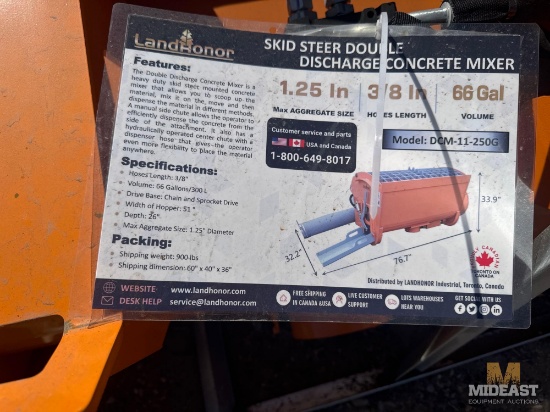 LandHonor
SKID STEER DOUBLE
DISCHARGE CONCRETE MIXER
Features:
The Double Discharge Concrete Mixer is a
heavy duty skid steer mounted concrete
mixer that allows you to scoop up the
material, mix it on the move and then
dispense the material in different methods.
A manual side chute allows the operator to
efficiently dispense the concrete from the
side of the attachment. It also has a
hydraulically operated center chute with a
dispenser hose that gives the operator
even more flexibility to place the material
anywhere.
Specifications:
Hoses Length: 3/8"
Volume: 66 Gallons/300 L
Drive Base: Chain and Sprocket Drive
Width of Hopper: 51"
Depth: 26"
Max Aggregate Size: 1.25" Diameter
Packing:
Shipping weight: 900 lbs
Shipping dimension: 60" x 40" x 36"
1.25 In
Max AGGREGATE SIZE
3/8 In
HOSES LENGTH
66 Gal
VOLUME
Customer service and parts
USA and Canada
1-800-649-8017
Model: DCM-11-250G
33.9"
32.2"
76.7"
CANADIAN
TORONTO ON
CANADA
Distributed by LANDHONOR Industrial, Toronto, Canada
WEBSITE www.landhonor.com
DESK HELP service@landhonor.com
FREE SHIPPING
IN CANADA &USA
LIVE CUSTOMER
SUPPORT
LOTS WAREHOUSES
NEAR YOU
GET SOCIAL WITH US
MIDEAST
EQUIPMENT AUCTIONS